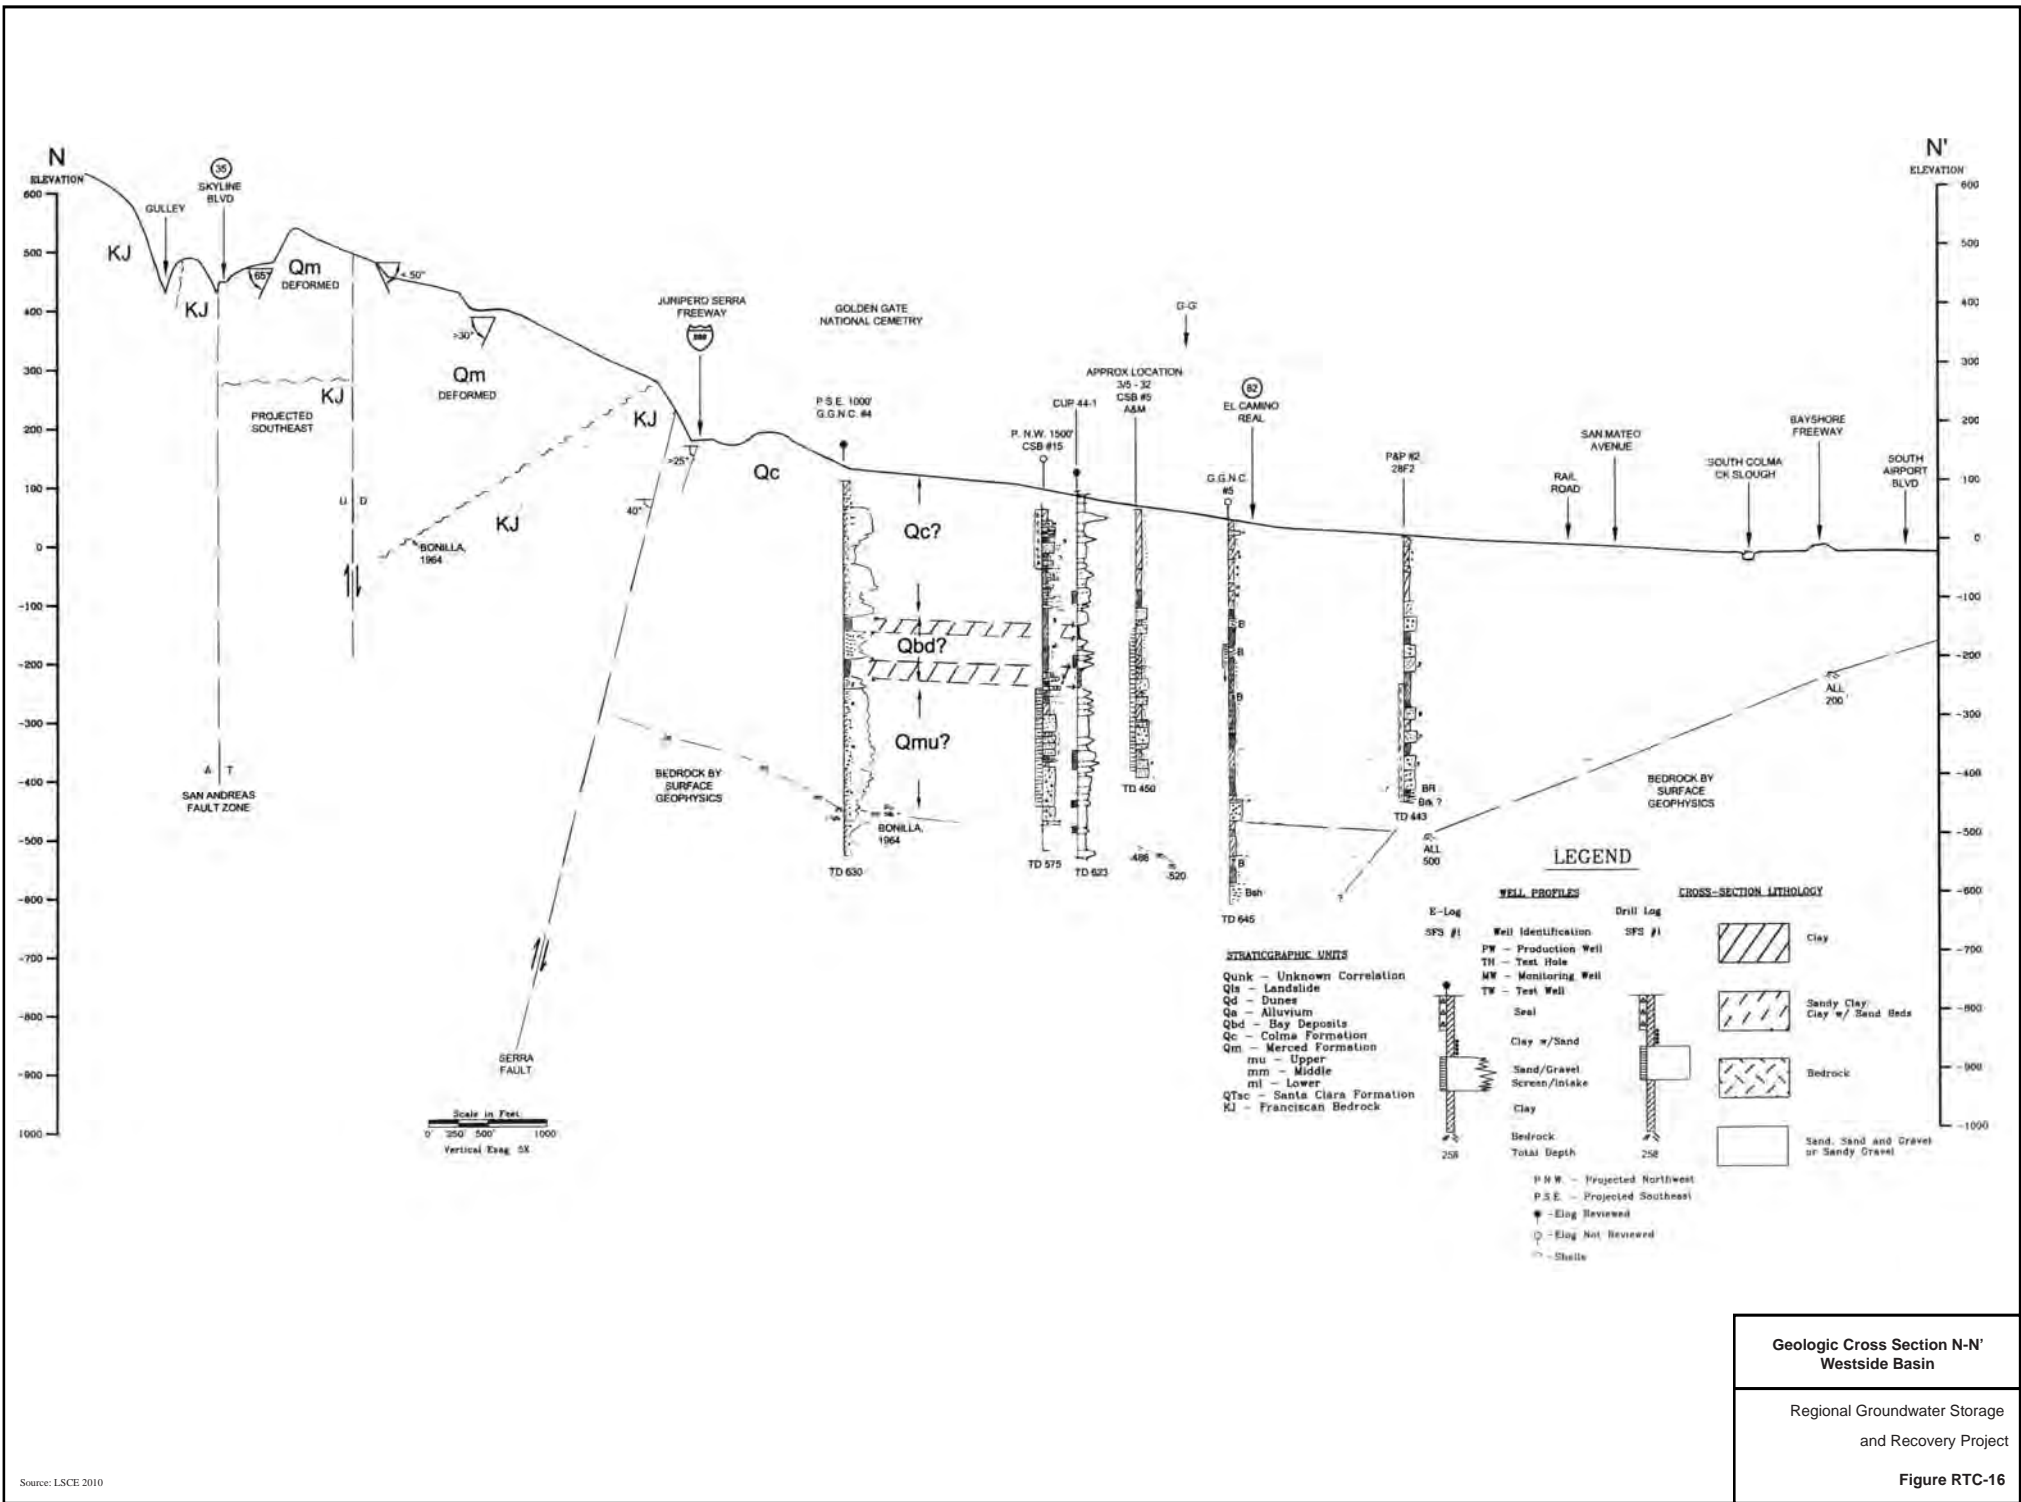 N
ELEVATION
600
500
400
300
200
100
0
-100
-200
-300
-400
-500
-600
-700
-800
-900
1000
KJ
GULLEY
35
SKYLINE
BLVD
KJ
65°
Qm
DEFORMED
< 50°
>30°
Qm
DEFORMED
KJ
PROJECTED
SOUTHEAST
U D
KJ
BONILLA,
1964
KJ
A T
SAN ANDREAS
FAULT ZONE
JUNIPERO SERRA
FREEWAY
>25°
40°
Qc
SERRA
FAULT
BEDROCK BY
SURFACE
GEOPHYSICS
GOLDEN GATE
NATIONAL CEMETRY
P.S.E. 1000'
G.G.N.C. #4
Qc?
Qbd?
Qmu?
BONILLA,
1964
TD 630
P. N.W. 1500'
CSB #15
TD 575
CUP 44-1
TD 623
APPROX LOCATION
3/5 - 32
CSB #5
A&M
TD 450
-486
-520
G-G'
G.G.N.C.
#5
B
B
B
B
Bsh
TD 645
82
EL CAMINO
REAL
P&P #2
28F2
BR
Brk ?
TD 443
ALL
500
?
RAIL
ROAD
SAN MATEO
AVENUE
SOUTH COLMA
CK SLOUGH
BAYSHORE
FREEWAY
SOUTH
AIRPORT
BLVD
ALL
200'
BEDROCK BY
SURFACE
GEOPHYSICS
N'
ELEVATION
600
500
400
300
200
100
0
-100
-200
-300
-400
-500
-600
-700
-800
-900
-1000
Scale in Feet
0' 250' 500' 1000
Vertical Exag 5X
STRATIGRAPHIC UNITS
Qunk - Unknown Correlation
Qls - Landslide
Qd - Dunes
Qa - Alluvium
Qbd - Bay Deposits
Qc - Colma Formation
Qm - Merced Formation
mu - Upper
mm - Middle
ml - Lower
QTsc - Santa Clara Formation
KJ - Franciscan Bedrock
LEGEND
WELL PROFILES
E-Log
Drill Log
SFS #1
Well Identification
SFS #1
PW - Production Well
TH - Test Hole
MW - Monitoring Well
TW - Test Well
Seal
Clay w/Sand
Sand/Gravel
Screen/Intake
Clay
Bedrock
258
Total Depth
258
P.N.W. - Projected Northwest
P.S.E. - Projected Southeast
-Elog Reviewed
-Elog Not Reviewed
-Shells
CROSS-SECTION LITHOLOGY
Clay
Sandy Clay
Clay w/ Sand Beds
Bedrock
Sand, Sand and Gravel
or Sandy Gravel
Geologic Cross Section N-N'
Westside Basin
Regional Groundwater Storage
and Recovery Project
Figure RTC-16
Source: LSCE 2010